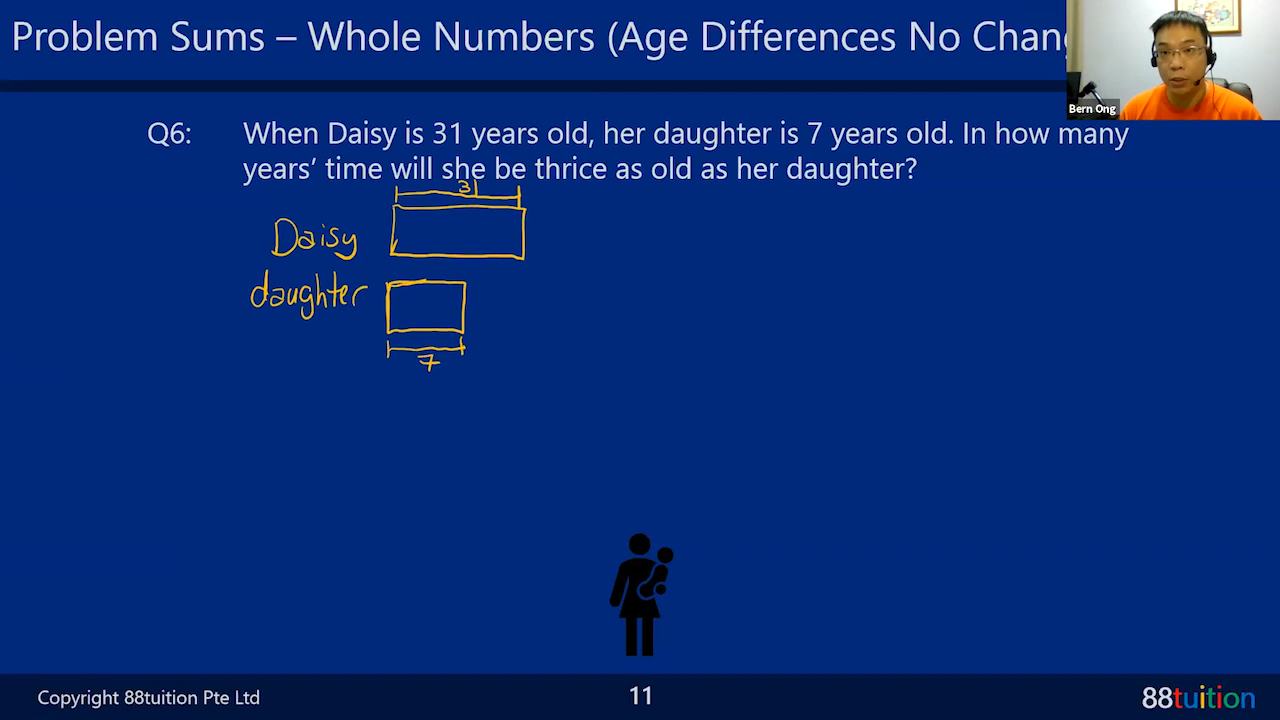 Problem Sums – Whole Numbers (Age Differences No Chan
Bern Ong
Q6: When Daisy is 31 years old, her daughter is 7 years old. In how many
years’ time will she be thrice as old as her daughter?
31
Daisy
daughter
7
Copyright 88tuition Pte Ltd
11
88tuition